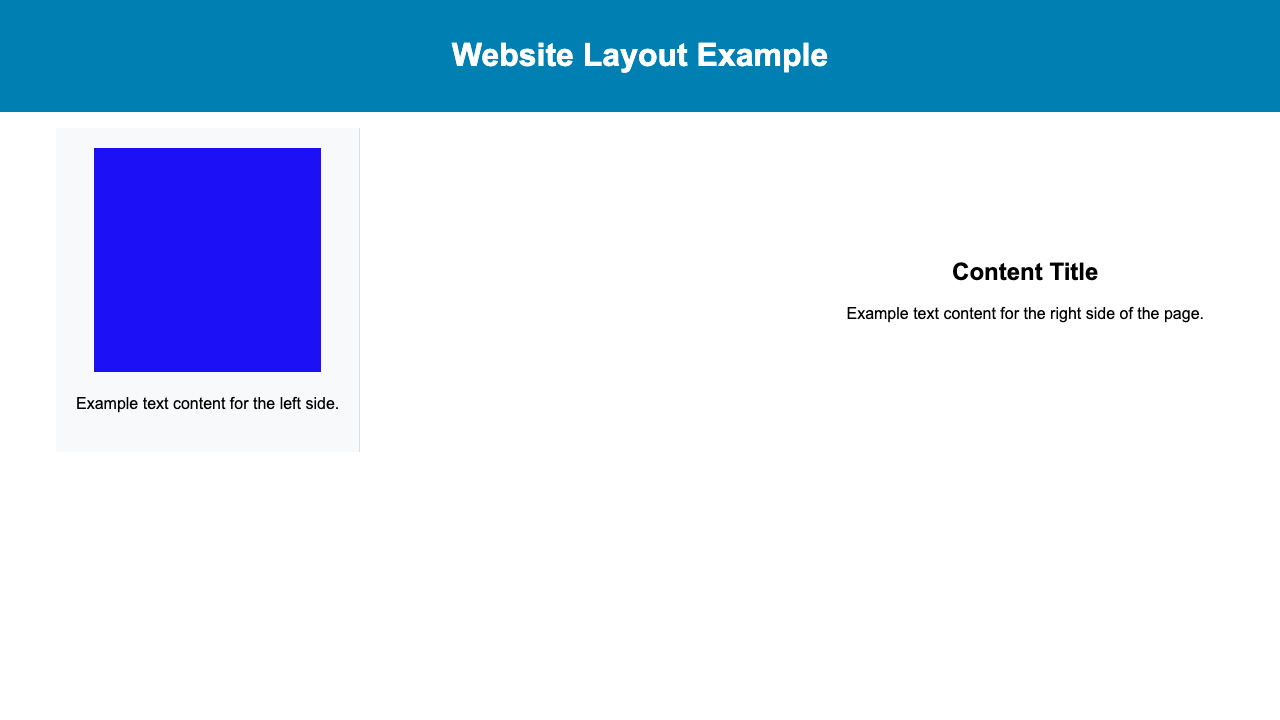 Website Layout Example
Content Title
Example text content for the right side of the page.
Example text content for the left side.